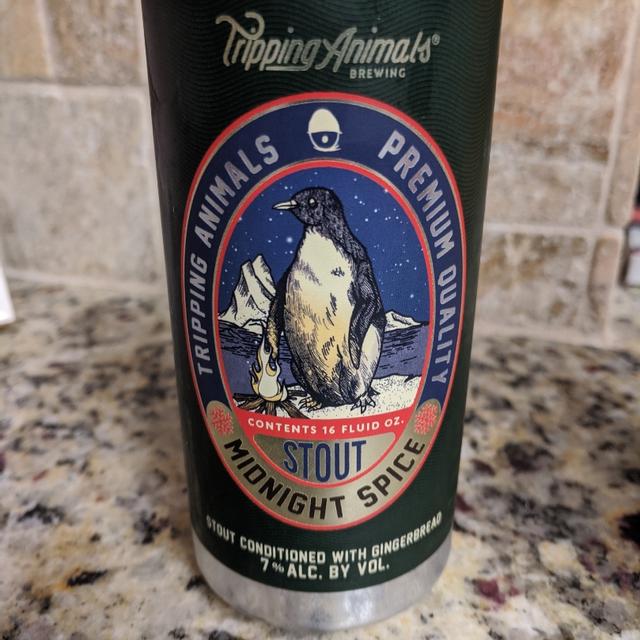 Tripping Animals®
BREWING
TRIPPING ANIMALS PREMIUM QUALITY
CONTENTS 16 FLUID OZ.
STOUT
MIDNIGHT SPICE
STOUT CONDITIONED WITH GINGERBREAD
7% ALC. BY VOL.